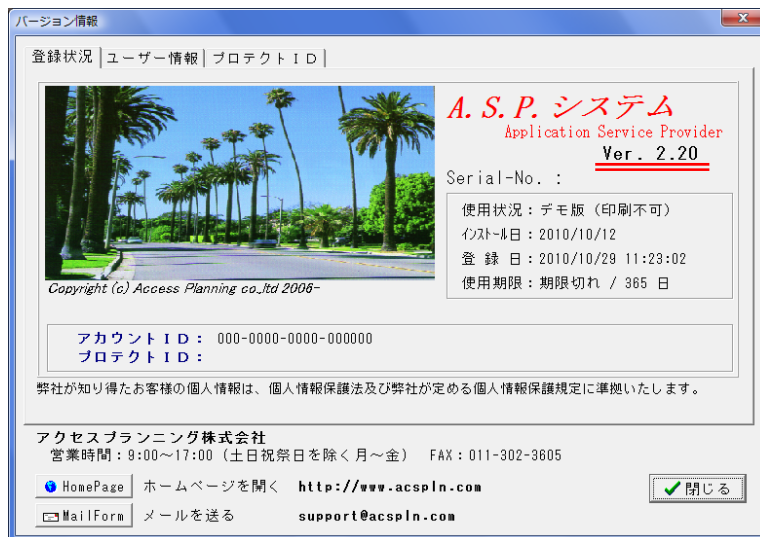 バージョン情報
登録状況 ユーザー情報 プロテクトID
A.S.P.システム
Application Service Provider
Ver. 2.20
Serial-No. :
使用状況：デモ版（印刷不可）
ｲﾝｽﾄｰﾙ日：2010/10/12
登 録 日：2010/10/29 11:23:02
使用期限：期限切れ / 365 日
Copyright (c) Access Planning co.,ltd 2006-
アカウントID： 000-0000-0000-000000
プロテクトID：
弊社が知り得たお客様の個人情報は、個人情報保護法及び弊社が定める個人情報保護規定に準拠いたします。
アクセスプランニング株式会社
営業時間：9:00～17:00（土日祝祭日を除く月～金） FAX：011-302-3605
HomePage ホームページを開く http://www.acspln.com
閉じる
MailForm メールを送る support@acspln.com